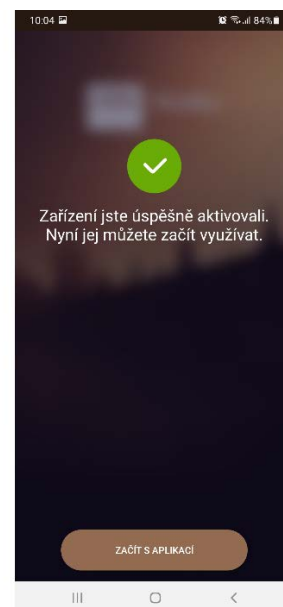 10:04 84%
Zařízení jste úspěšně aktivovali.
Nyní jej můžete začít využívat.
ZAČÍT S APLIKACÍ